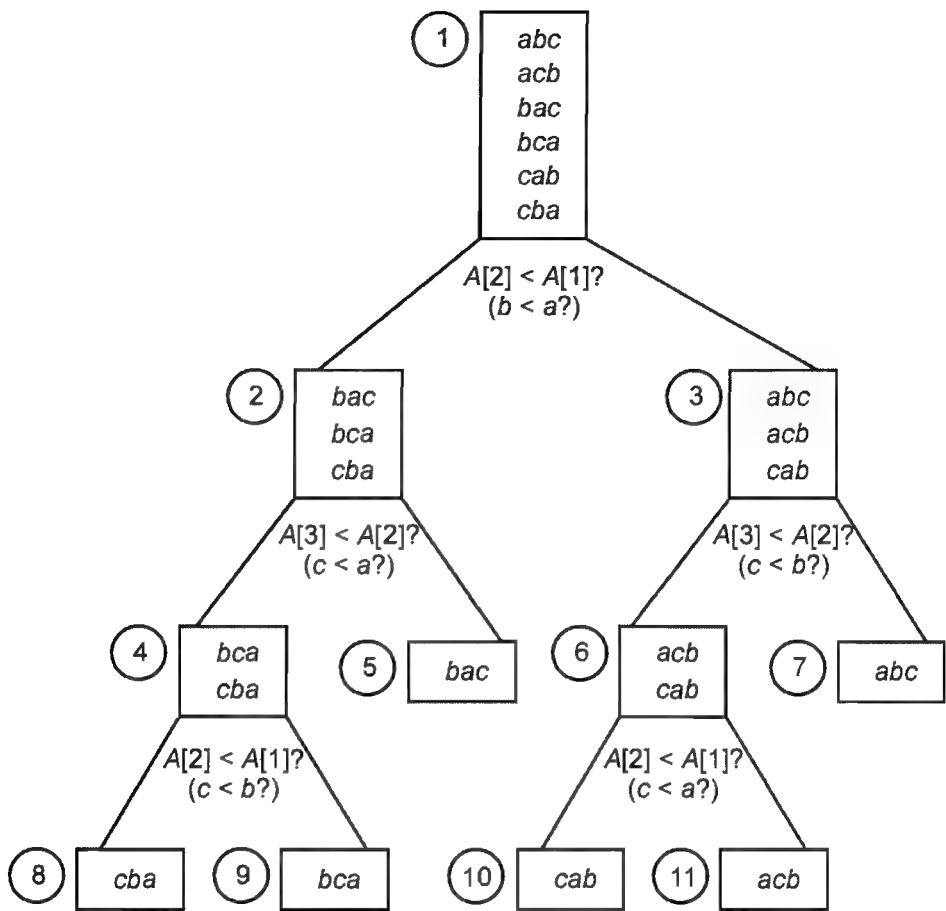 1
abc
acb
bac
bca
cab
cba
A[2] < A[1]?
(b < a?)
2
bac
bca
cba
3
abc
acb
cab
A[3] < A[2]?
(c < a?)
A[3] < A[2]?
(c < b?)
4
bca
cba
5
bac
6
acb
cab
7
abc
A[2] < A[1]?
(c < b?)
A[2] < A[1]?
(c < a?)
8
cba
9
bca
10
cab
11
acb